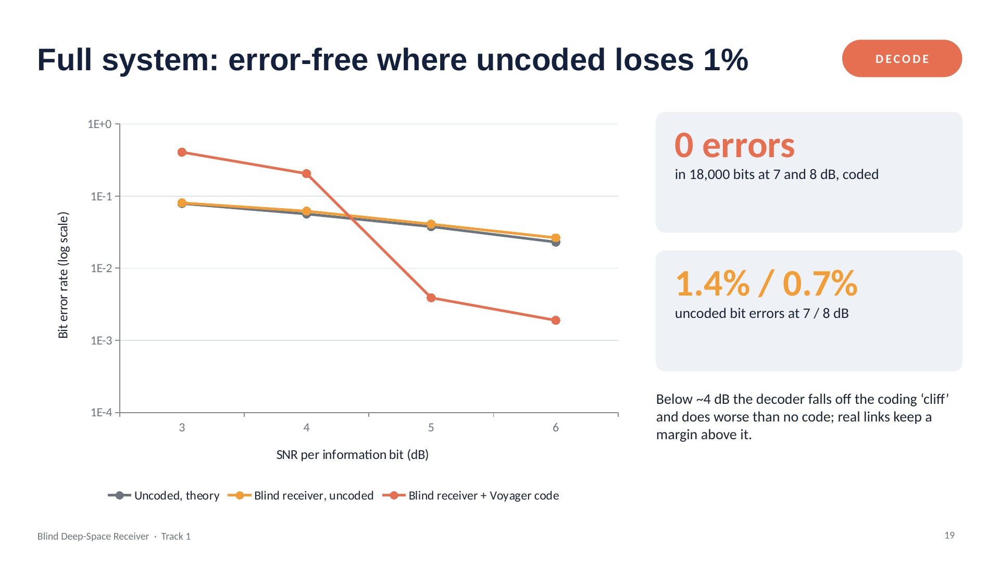 Full system: error-free where uncoded loses 1%
DECODE
1E+0
1E-1
1E-2
1E-3
1E-4
Bit error rate (log scale)
3 4 5 6
SNR per information bit (dB)
Uncoded, theory Blind receiver, uncoded Blind receiver + Voyager code
0 errors
in 18,000 bits at 7 and 8 dB, coded
1.4% / 0.7%
uncoded bit errors at 7 / 8 dB
Below ~4 dB the decoder falls off the coding ‘cliff’
and does worse than no code; real links keep a
margin above it.
Blind Deep-Space Receiver · Track 1
19